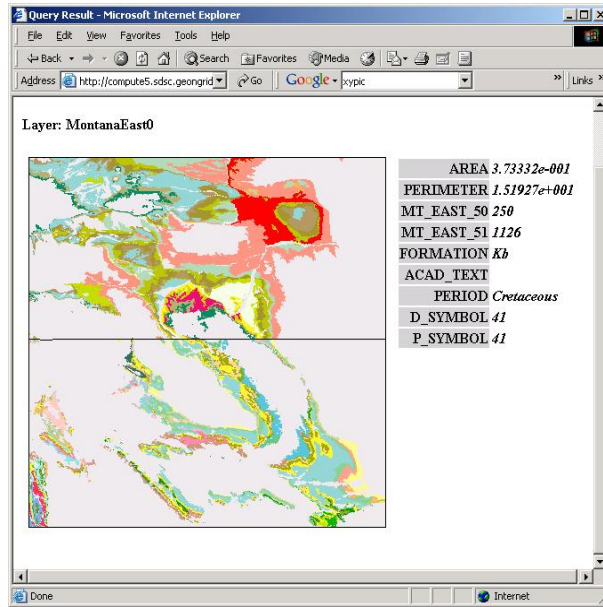 Query Result - Microsoft Internet Explorer
File Edit View Favorites Tools Help
Back Search Favorites Media
Address http://compute5.sdsc.geongrid Go Google xypic » Links »
Layer: MontanaEast0
AREA 3.73332e-001
PERIMETER 1.51927e+001
MT_EAST_50 250
MT_EAST_51 1126
FORMATION Kb
ACAD_TEXT
PERIOD Cretaceous
D_SYMBOL 41
P_SYMBOL 41
Done Internet